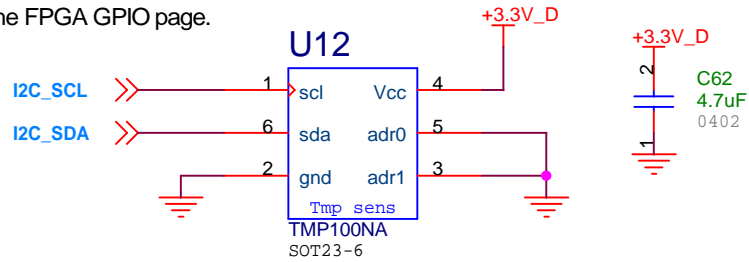 he FPGA GPIO page.
+3.3V_D
U12
+3.3V_D
I2C_SCL 1 scl Vcc 4
2 C62
4.7uF
0402
I2C_SDA 6 sda adr0 5
1
2 gnd adr1 3
Tmp sens
TMP100NA
SOT23-6